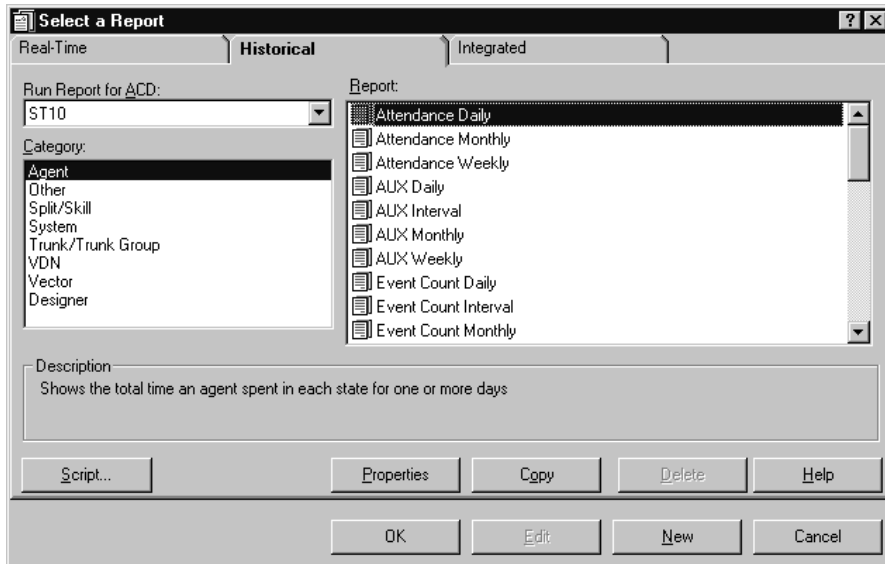 Select a Report
Real-Time
Historical
Integrated
Run Report for ACD:
ST10
Category:
Agent
Other
Split/Skill
System
Trunk/Trunk Group
VDN
Vector
Designer
Report:
Attendance Daily
Attendance Monthly
Attendance Weekly
AUX Daily
AUX Interval
AUX Monthly
AUX Weekly
Event Count Daily
Event Count Interval
Event Count Monthly
Description
Shows the total time an agent spent in each state for one or more days
Script...
Properties
Copy
Delete
Help
OK
Edit
New
Cancel